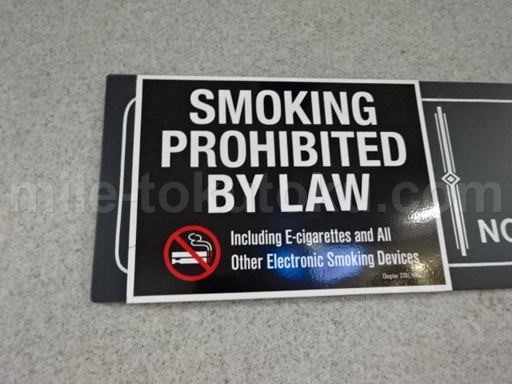 SMOKING
PROHIBITED
BY LAW
Including E-cigarettes and All
Other Electronic Smoking Devices
NO